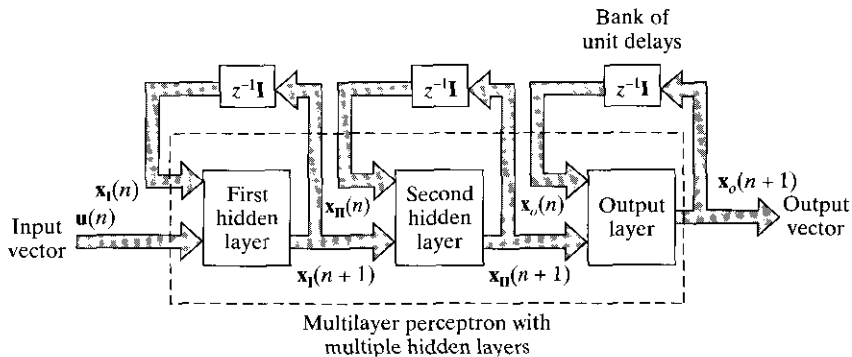 Bank of
unit delays
z⁻¹I
z⁻¹I
z⁻¹I
x_I(n)
u(n)
Input
vector
First
hidden
layer
x_I(n + 1)
x_II(n)
Second
hidden
layer
x_II(n + 1)
x_o(n)
Output
layer
x_o(n + 1)
Output
vector
Multilayer perceptron with
multiple hidden layers